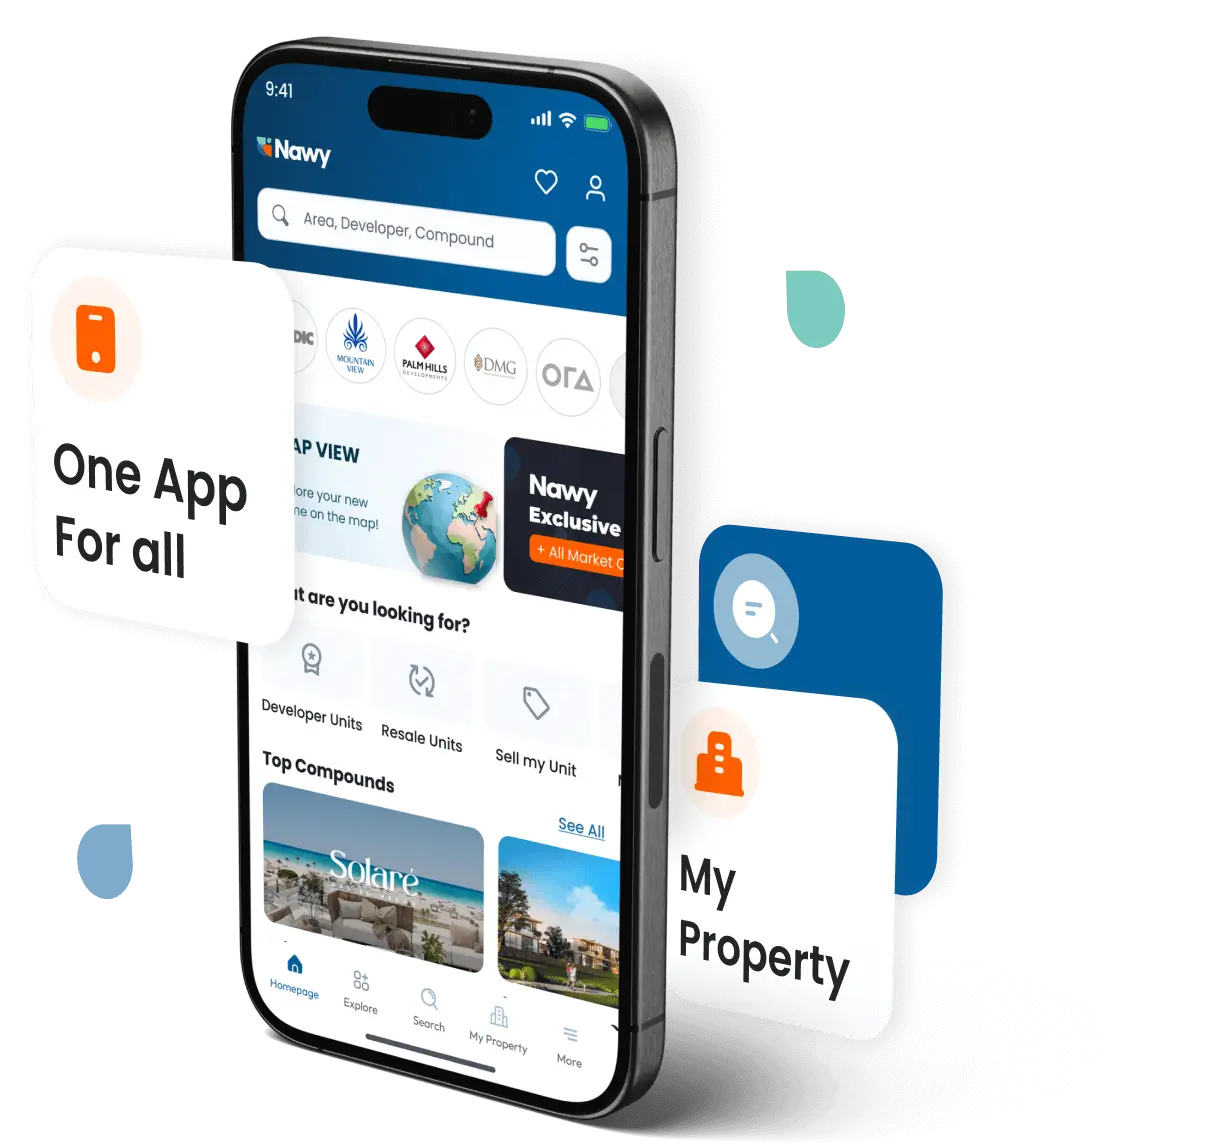 9:41
Nawy
Area, Developer, Compound
DIC
MOUNTAIN
VIEW
PALM HILLS
DEVELOPMENTS
DMG
ORA
AP VIEW
lore your new
me on the map!
Nawy
Exclusive
+ All Market
One App
For all
at are you looking for?
Developer Units
Resale Units
Sell my Unit
Top Compounds
See All
Solaré
Homepage
Explore
Search
My Property
More
My
Property